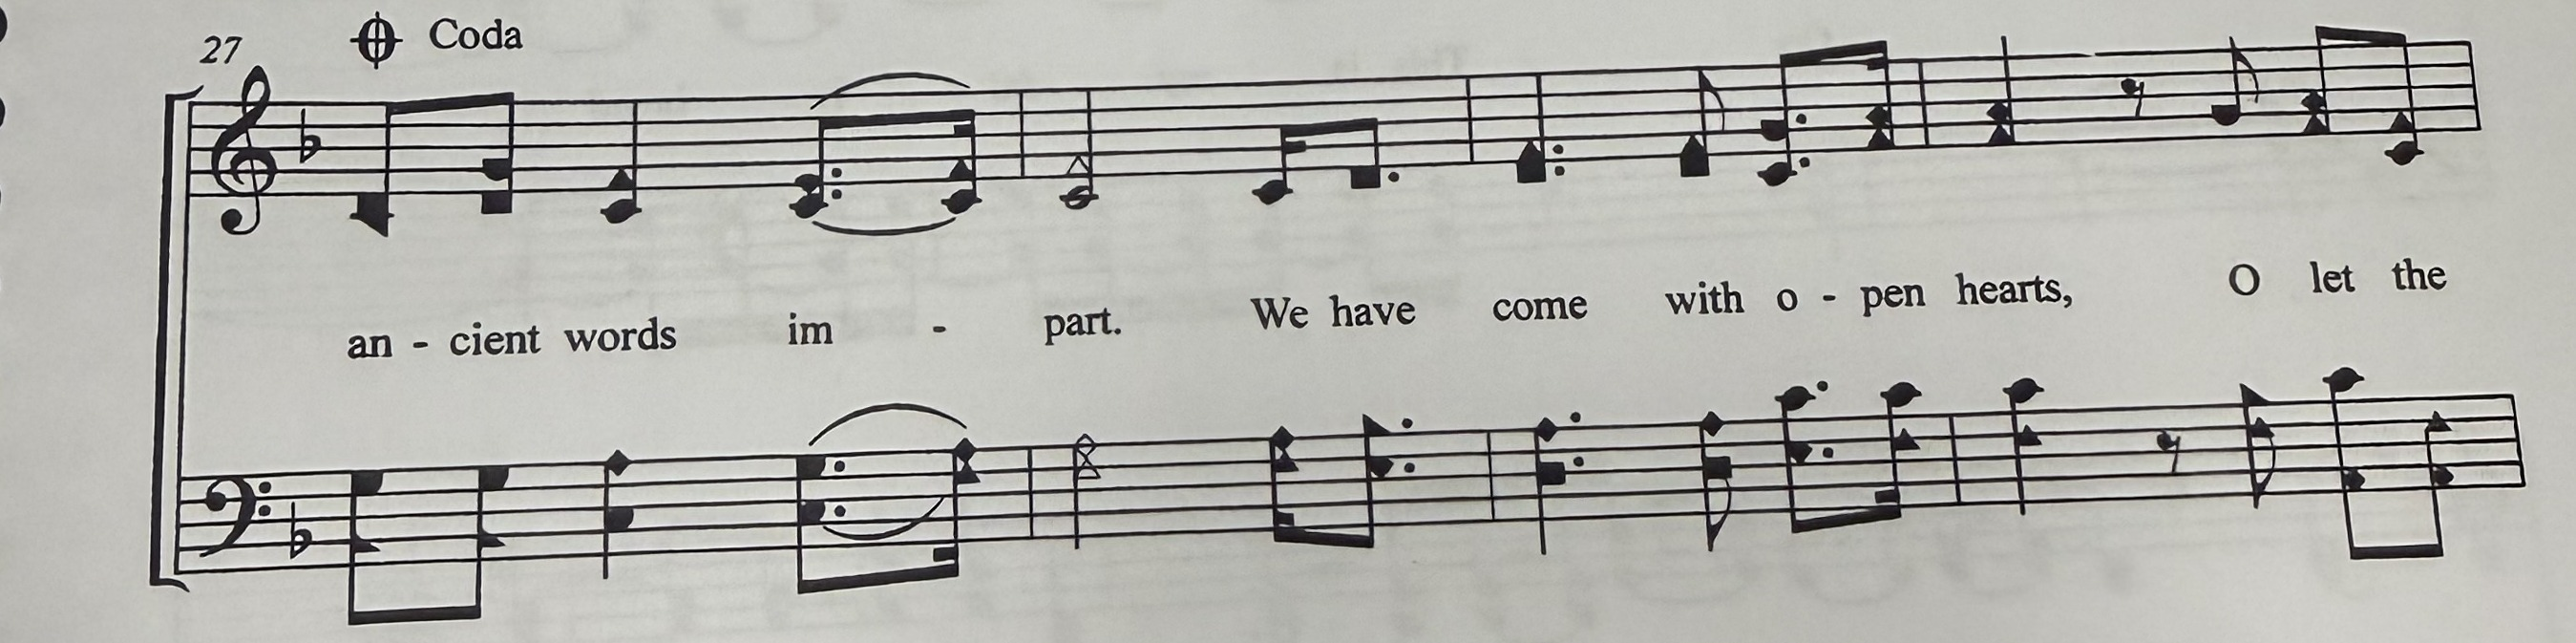 27 Coda
an - cient words im - part. We have come with o - pen hearts, O let the